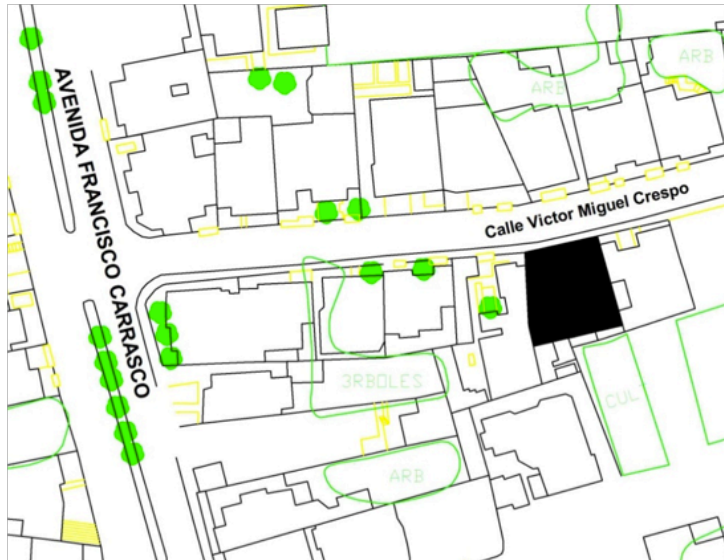 ARB
ARB
AVENIDA FRANCISCO CARRASCO
Calle Victor Miguel Crespo
3RBOLES
CUL
ARB